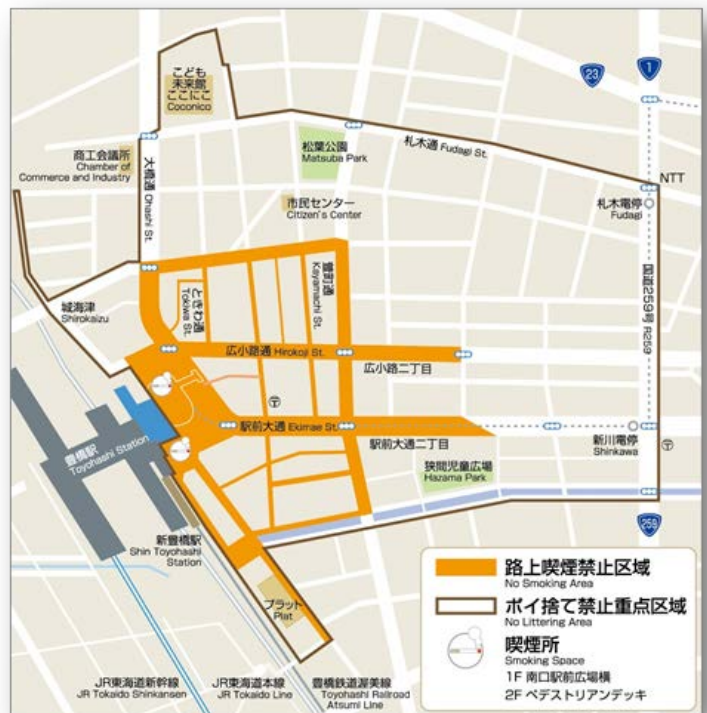 こども
未来館
ここにこ
Coconico
23
1
商工会議所
Chamber of
Commerce and Industry
大橋通 Ohashi St.
松葉公園
Matsuba Park
札木通 Fudagi St.
NTT
市民センター
Citizen's Center
札木電停
Fudagi
城海津
Shirokaizu
ときわ通
Tokiwa St.
萱町通
Kayamachi St.
国道259号 R259
広小路通 Hirokoji St.
広小路二丁目
豊橋駅
Toyohashi Station
駅前大通 Ekimae St.
駅前大通二丁目
新川電停
Shinkawa
狭間児童広場
Hazama Park
新豊橋駅
Shin Toyohashi
Station
259
プラット
Plat
路上喫煙禁止区域
No Smoking Area
ポイ捨て禁止重点区域
No Littering Area
喫煙所
Smoking Space
1F 南口駅前広場横
2F ペデストリアンデッキ
JR東海道新幹線
JR Tokaido Shinkansen
JR東海道本線
JR Tokaido Line
豊橋鉄道渥美線
Toyohashi Railroad
Atsumi Line